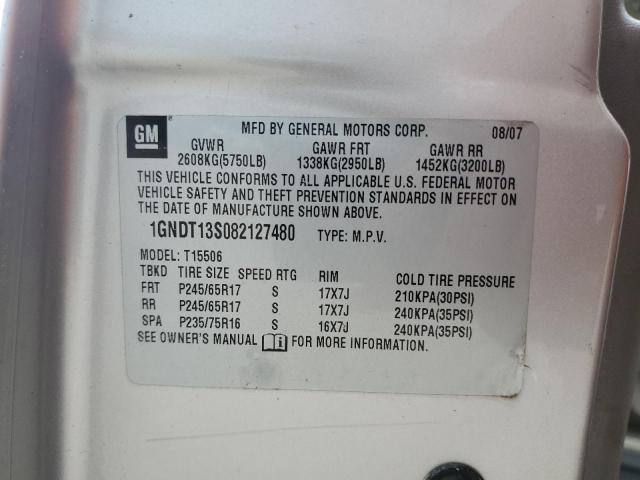 GM ® MFD BY GENERAL MOTORS CORP. 08/07
GVWR GAWR FRT GAWR RR
2608KG(5750LB) 1338KG(2950LB) 1452KG(3200LB)
THIS VEHICLE CONFORMS TO ALL APPLICABLE U.S. FEDERAL MOTOR
VEHICLE SAFETY AND THEFT PREVENTION STANDARDS IN EFFECT ON
THE DATE OF MANUFACTURE SHOWN ABOVE.
1GNDT13S082127480 TYPE: M.P.V.
MODEL: T15506
TBKD TIRE SIZE SPEED RTG RIM COLD TIRE PRESSURE
FRT P245/65R17 S 17X7J 210KPA(30PSI)
RR P245/65R17 S 17X7J 240KPA(35PSI)
SPA P235/75R16 S 16X7J 240KPA(35PSI)
SEE OWNER'S MANUAL FOR MORE INFORMATION.